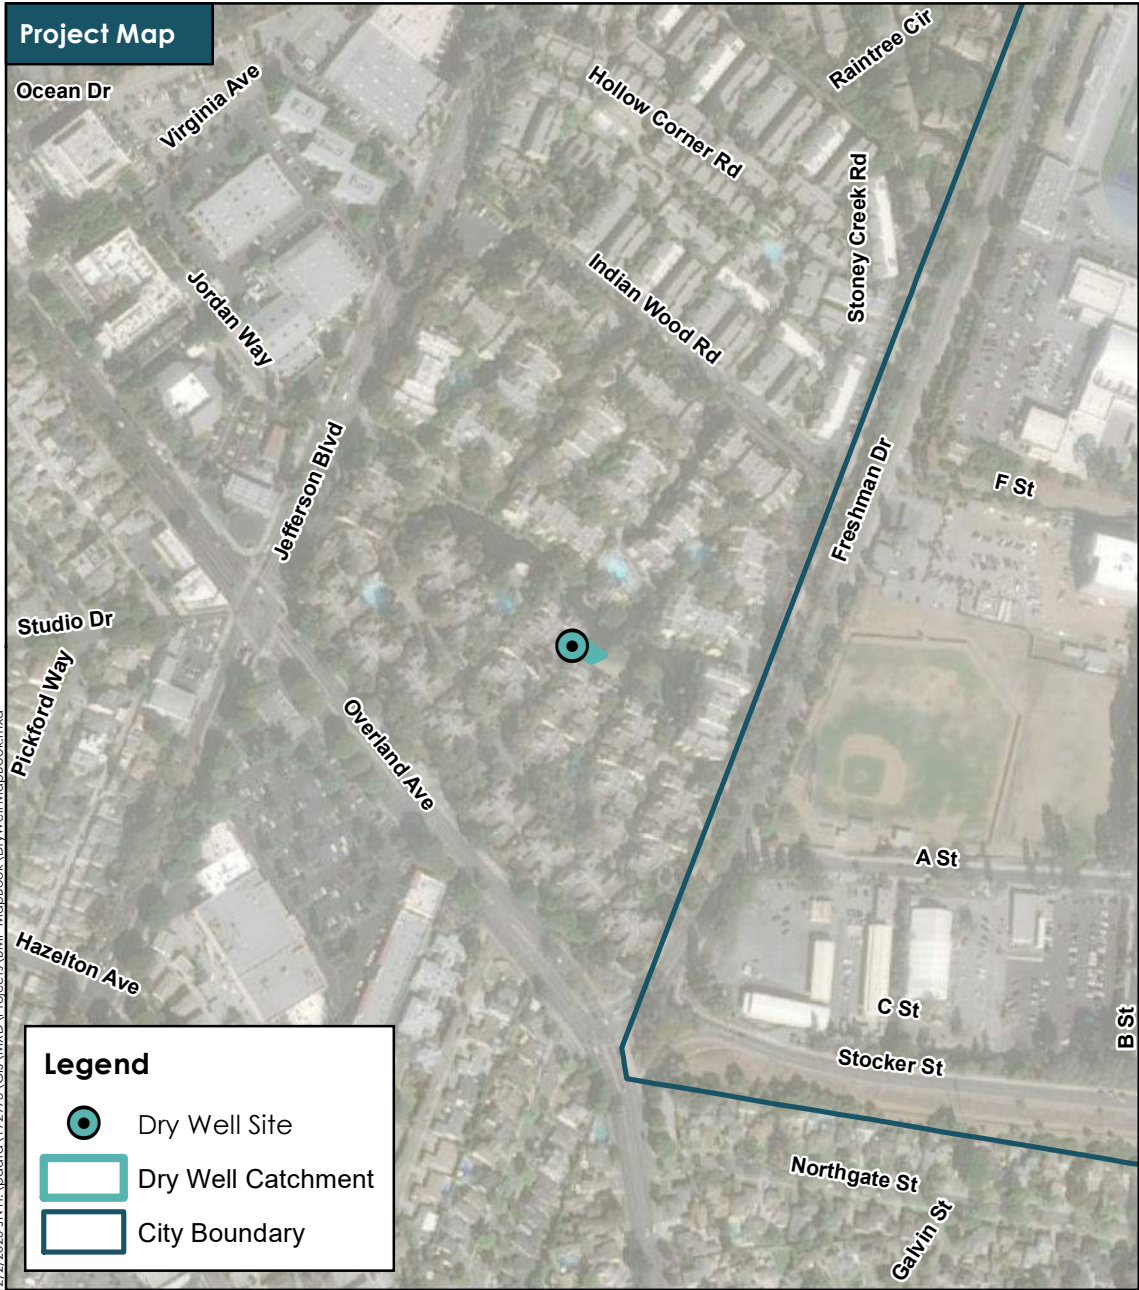 Project Map
Ocean Dr
Virginia Ave
Hollow Corner Rd
Raintree Cir
Stoney Creek Rd
Jordan Way
Indian Wood Rd
Jefferson Blvd
Freshman Dr
F St
Studio Dr
Pickford Way
Overland Ave
A St
Hazelton Ave
C St
B St
Stocker St
Northgate St
Galvin St
Legend
Dry Well Site
Dry Well Catchment
City Boundary